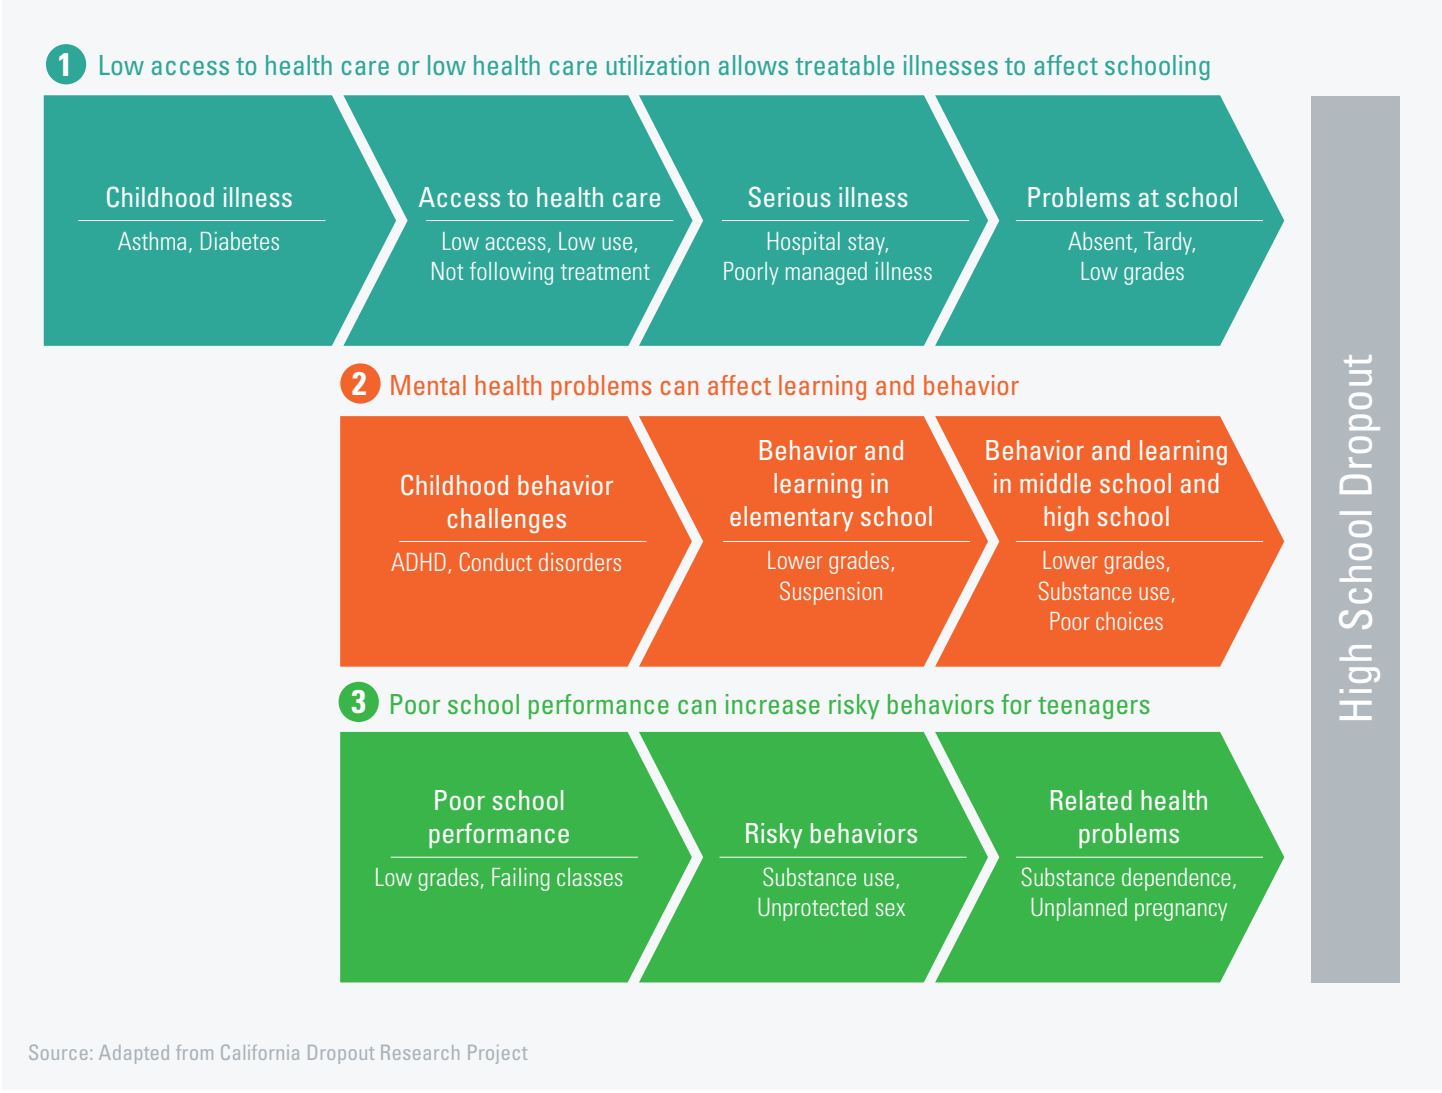 1 Low access to health care or low health care utilization allows treatable illnesses to affect schooling
Childhood illness
Asthma, Diabetes
Access to health care
Low access, Low use,
Not following treatment
Serious illness
Hospital stay,
Poorly managed illness
Problems at school
Absent, Tardy,
Low grades
2 Mental health problems can affect learning and behavior
Childhood behavior
challenges
ADHD, Conduct disorders
Behavior and
learning in
elementary school
Lower grades,
Suspension
Behavior and learning
in middle school and
high school
Lower grades,
Substance use,
Poor choices
3 Poor school performance can increase risky behaviors for teenagers
Poor school
performance
Low grades, Failing classes
Risky behaviors
Substance use,
Unprotected sex
Related health
problems
Substance dependence,
Unplanned pregnancy
High School Dropout
Source: Adapted from California Dropout Research Project